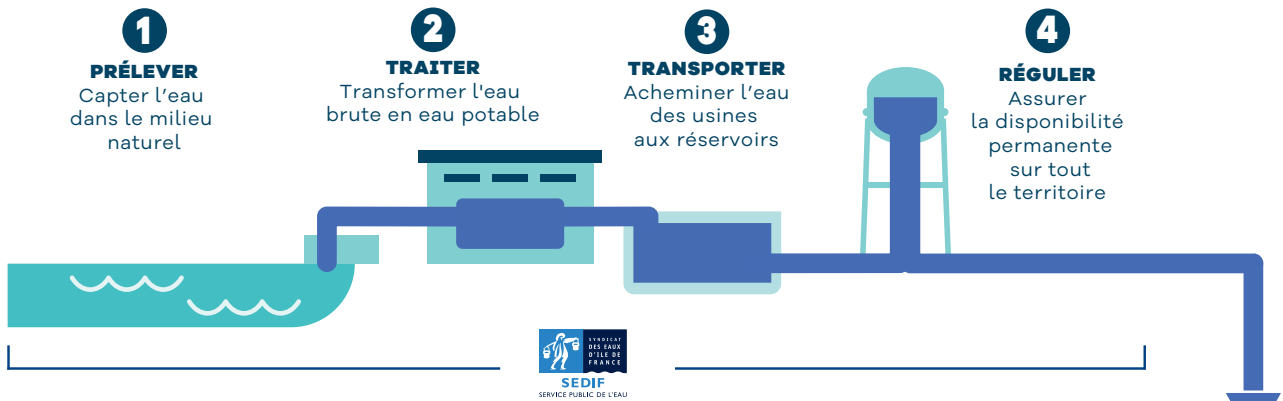 1
PRÉLEVER
Capter l’eau
dans le milieu
naturel
2
TRAITER
Transformer l'eau
brute en eau potable
3
TRANSPORTER
Acheminer l’eau
des usines
aux réservoirs
4
RÉGULER
Assurer
la disponibilité
permanente
sur tout
le territoire
SYNDICAT
DES EAUX
D'ILE DE
FRANCE
SEDIF
SERVICE PUBLIC DE L'EAU